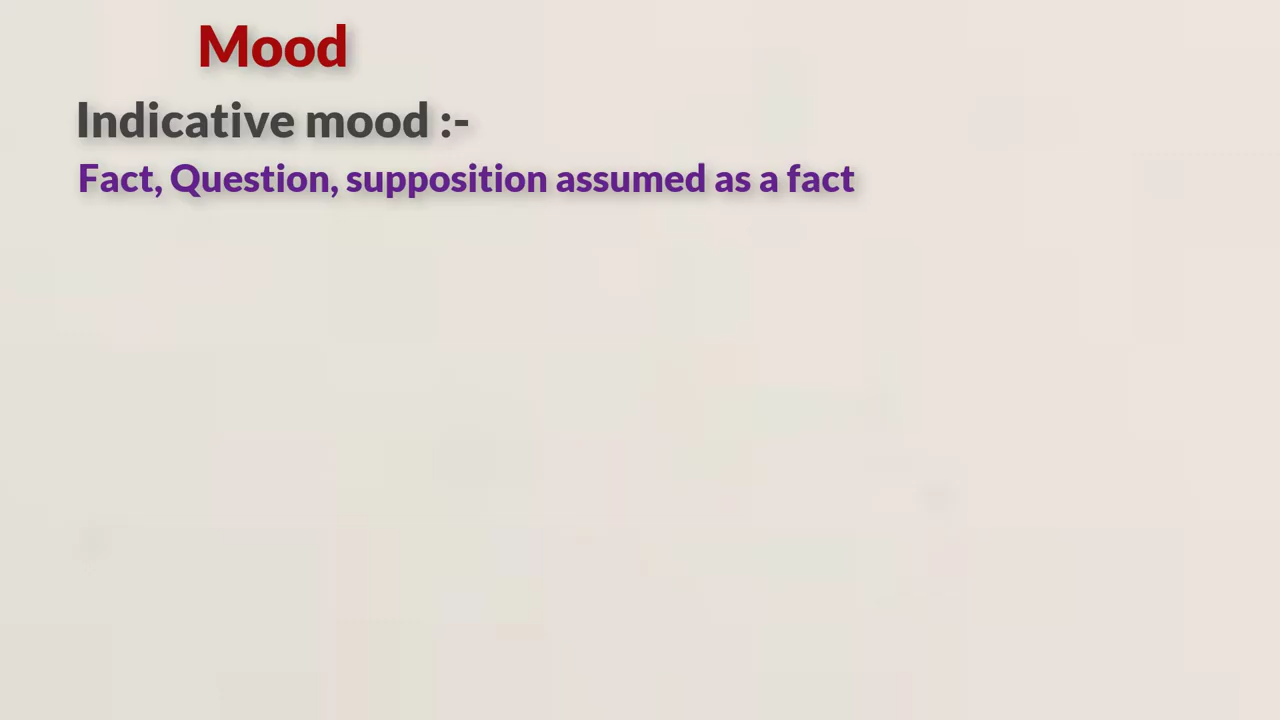 Mood
Indicative mood :-
Fact, Question, supposition assumed as a fact